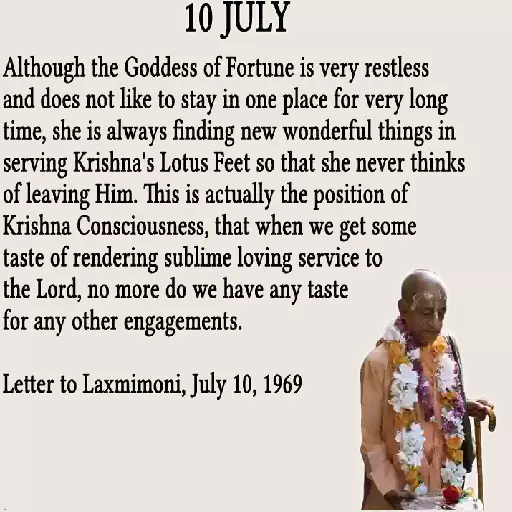 10 JULY
Although the Goddess of Fortune is very restless
and does not like to stay in one place for very long
time, she is always finding new wonderful things in
serving Krishna's Lotus Feet so that she never thinks
of leaving Him. This is actually the position of
Krishna Consciousness, that when we get some
taste of rendering sublime loving service to
the Lord, no more do we have any taste
for any other engagements.
Letter to Laxmimoni, July 10, 1969